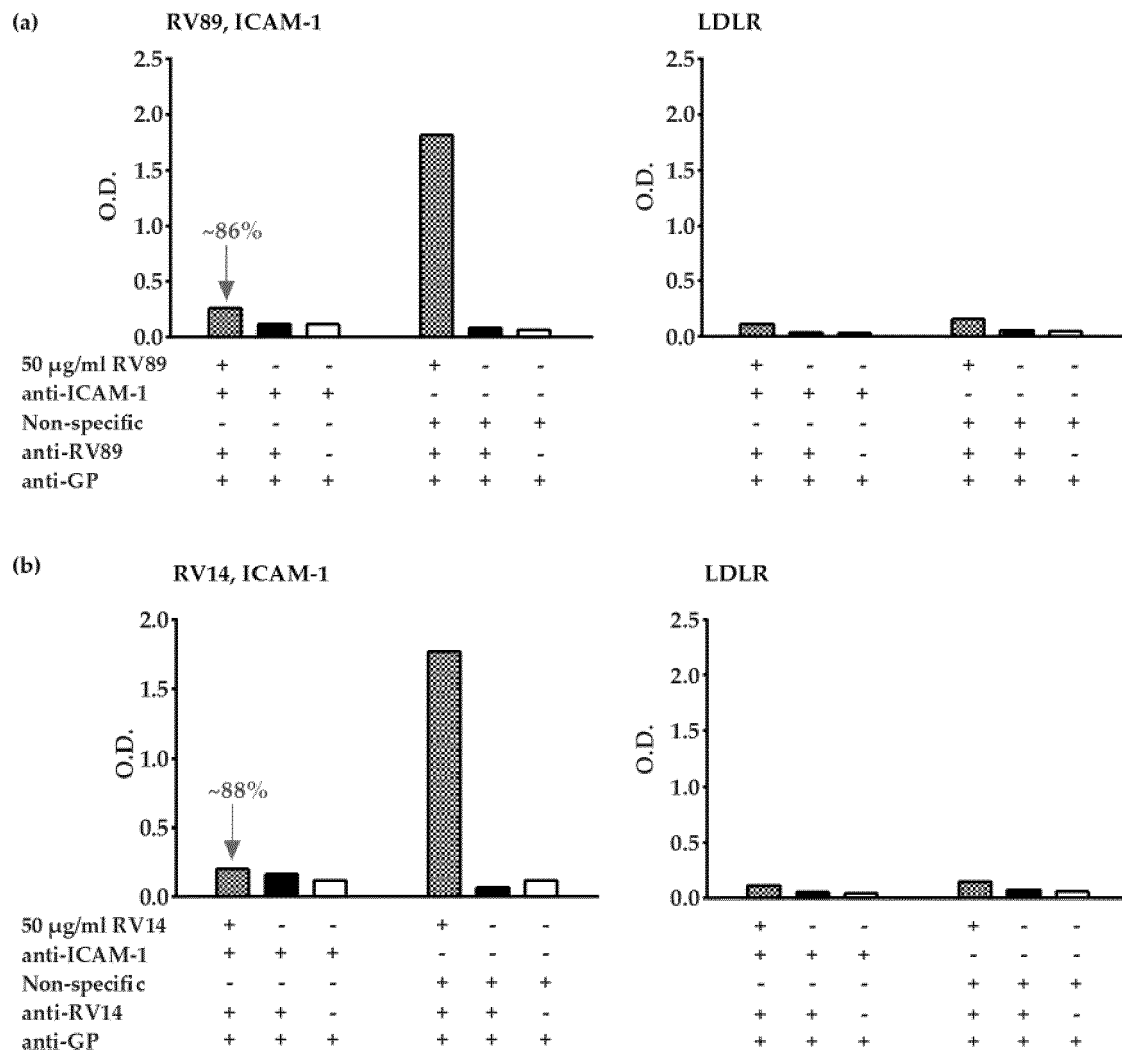 (a)
RV89, ICAM-1
LDLR
2.5
2.0
1.5
1.0
0.5
0.0
O.D.
~86%
2.5
2.0
1.5
1.0
0.5
0.0
O.D.
50 μg/ml RV89 + - - + - - + - - + - -
anti-ICAM-1 + + + - - - + + + - - -
Non-specific - - - + + + - - - + + +
anti-RV89 + + - + + - + + - + + -
anti-GP + + + + + + + + + + + +
(b)
RV14, ICAM-1
LDLR
2.0
1.5
1.0
0.5
0.0
O.D.
~88%
2.5
2.0
1.5
1.0
0.5
0.0
O.D.
50 μg/ml RV14 + - - + - - + - - + - -
anti-ICAM-1 + + + - - - + + + - - -
Non-specific - - - + + + - - - + + +
anti-RV14 + + - + + - + + - + + -
anti-GP + + + + + + + + + + + +